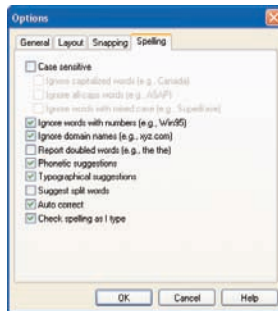 Options
General Layout Snapping Spelling
Case sensitive
Ignore capitalized words (e.g., Canada)
Ignore all-caps words (e.g., ASAP)
Ignore words with mixed case (e.g., SuperBase)
Ignore words with numbers (e.g., Win95)
Ignore domain names (e.g., xyz.com)
Report doubled words (e.g., the the)
Phonetic suggestions
Typographical suggestions
Suggest split words
Auto correct
Check spelling as I type
OK Cancel Help